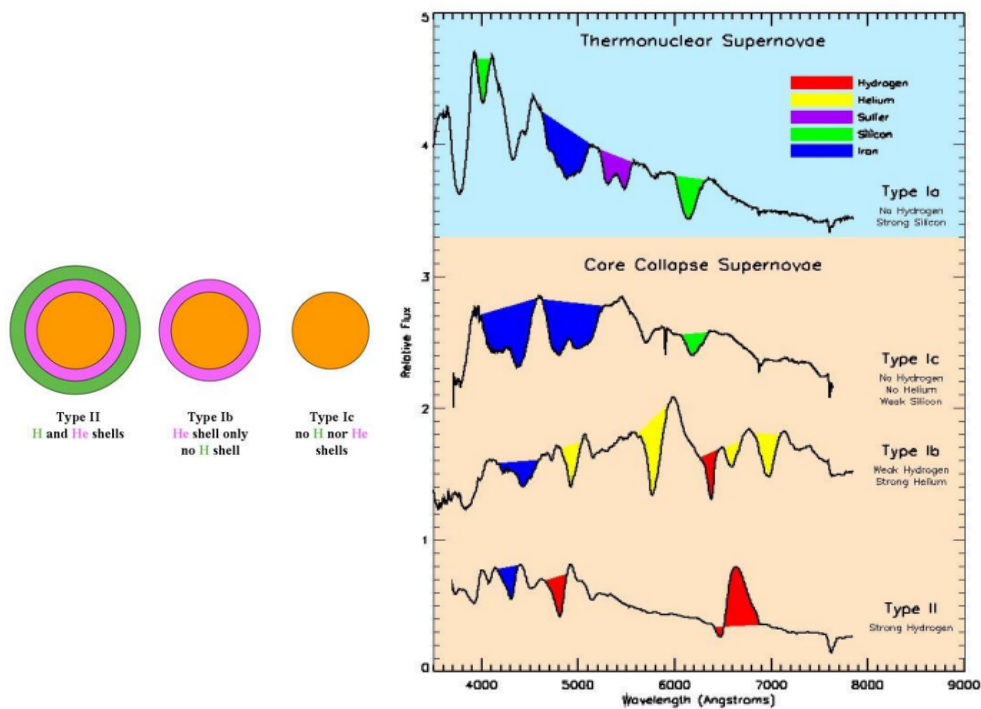 Type II
H and He shells
Type Ib
He shell only
no H shell
Type Ic
no H nor He
shells
5
4
3
2
1
0
Relative Flux
Thermonuclear Supernovae
Hydrogen
Helium
Sulfer
Silicon
Iron
Type Ia
No Hydrogen
Strong Silicon
Core Collapse Supernovae
Type Ic
No Hydrogen
No Helium
Weak Silicon
Type Ib
Weak Hydrogen
Strong Helium
Type II
Strong Hydrogen
4000 5000 6000 7000 8000 9000
Wavelength (Angstroms)